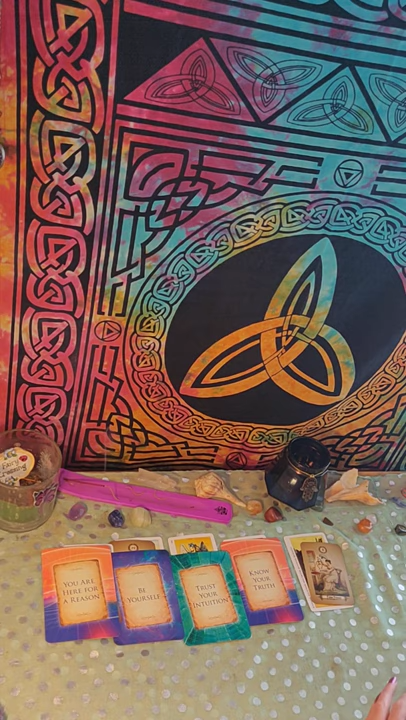 YOU ARE
HERE FOR
A REASON
BE
YOURSELF
TRUST
YOUR
INTUITION
KNOW
YOUR
TRUTH